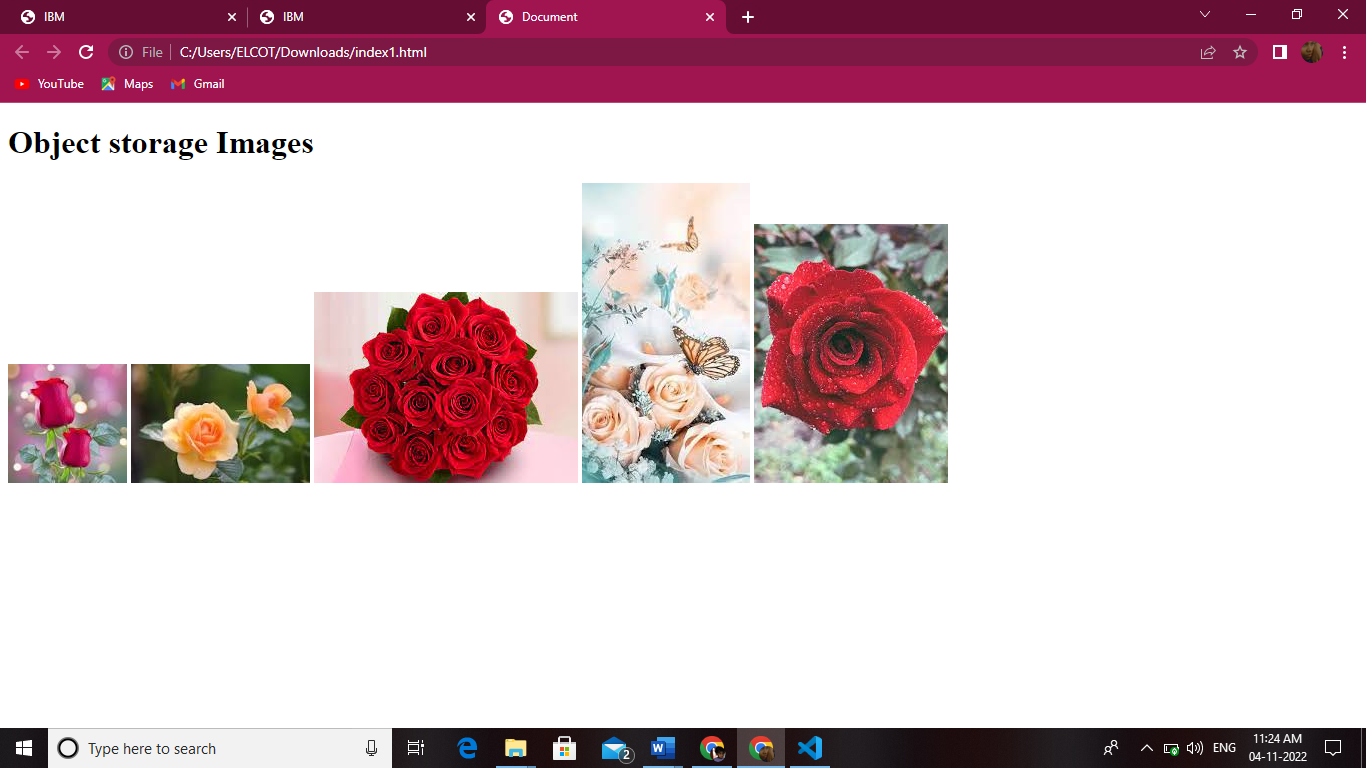 IBM
IBM
Document
File
C:/Users/ELCOT/Downloads/index1.html
YouTube
Maps
Gmail
Object storage Images
Type here to search
2
W
ENG
11:24 AM
04-11-2022